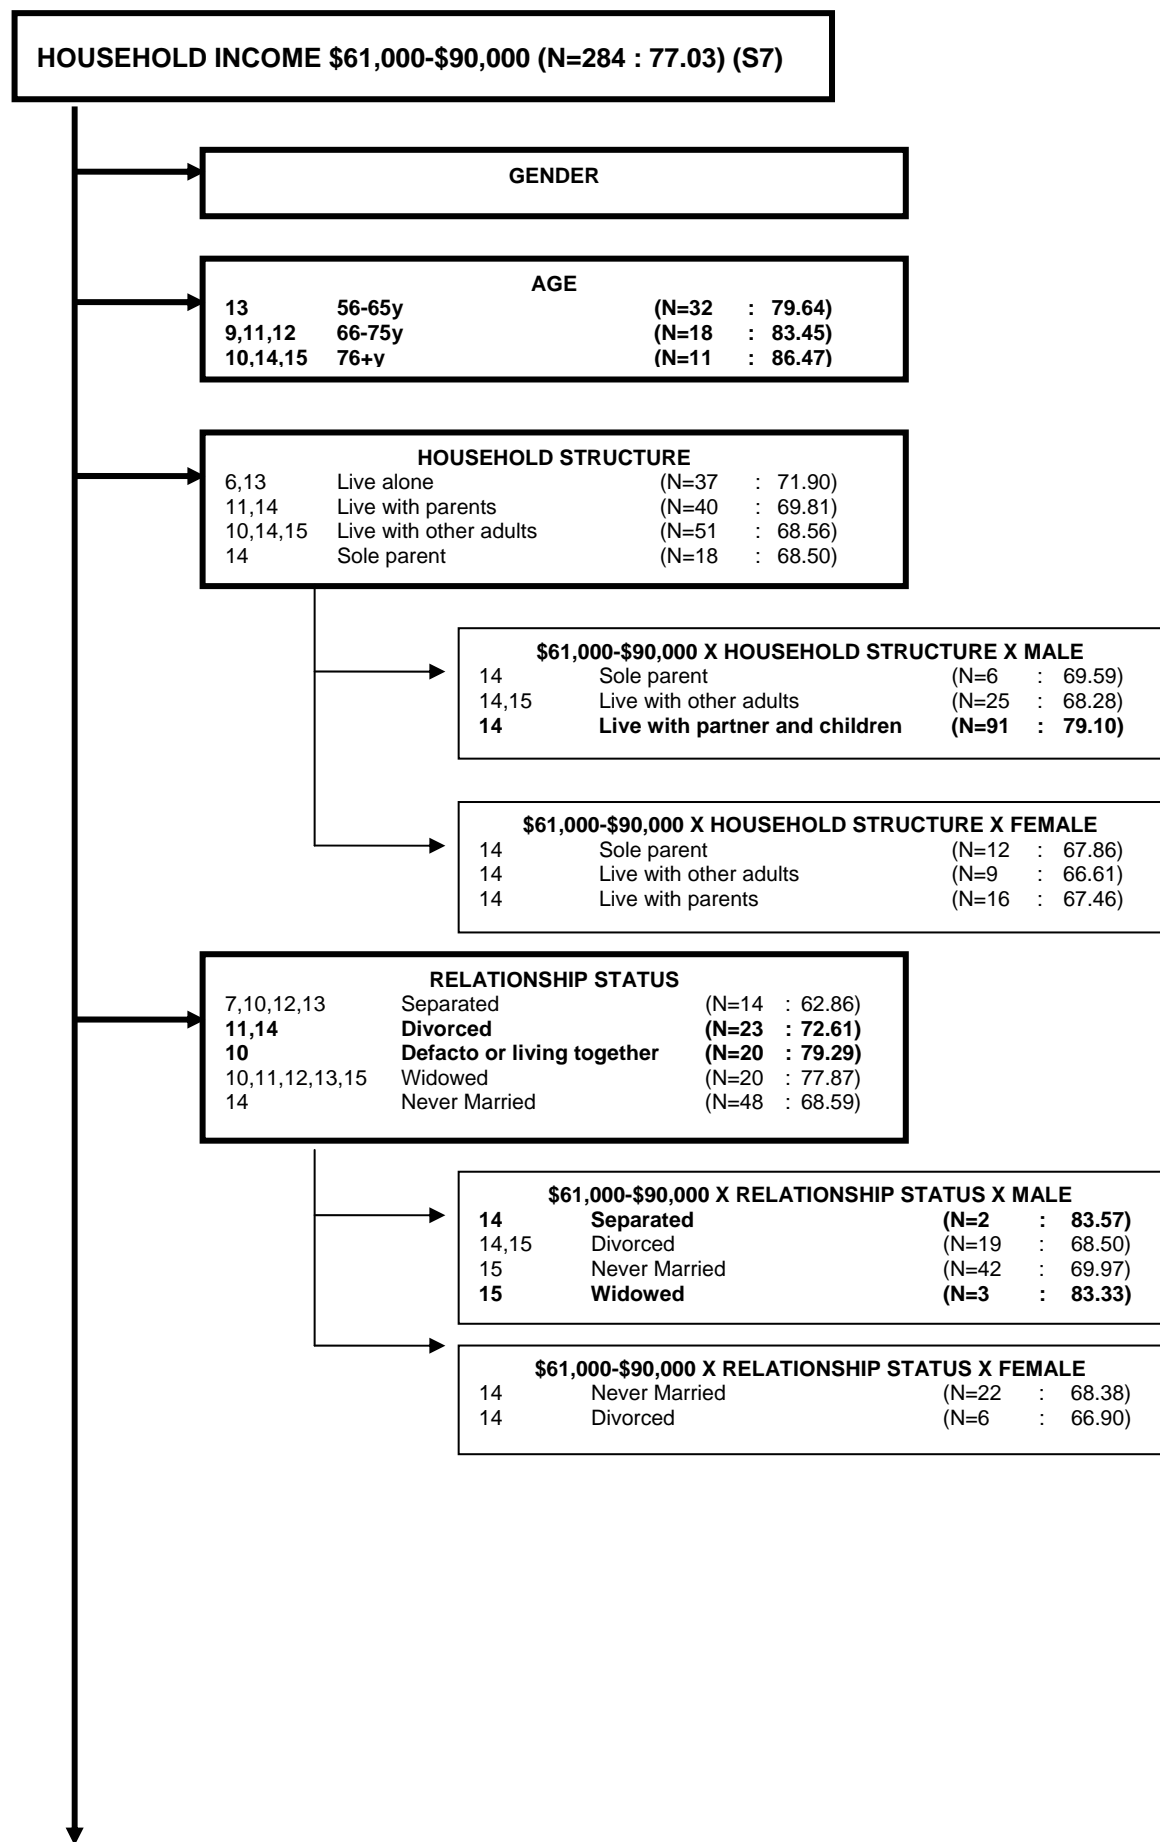 HOUSEHOLD INCOME $61,000-$90,000 (N=284 : 77.03) (S7)
GENDER
AGE
13 56-65y (N=32 : 79.64)
9,11,12 66-75y (N=18 : 83.45)
10,14,15 76+y (N=11 : 86.47)
HOUSEHOLD STRUCTURE
6,13 Live alone (N=37 : 71.90)
11,14 Live with parents (N=40 : 69.81)
10,14,15 Live with other adults (N=51 : 68.56)
14 Sole parent (N=18 : 68.50)
$61,000-$90,000 X HOUSEHOLD STRUCTURE X MALE
14 Sole parent (N=6 : 69.59)
14,15 Live with other adults (N=25 : 68.28)
14 Live with partner and children (N=91 : 79.10)
$61,000-$90,000 X HOUSEHOLD STRUCTURE X FEMALE
14 Sole parent (N=12 : 67.86)
14 Live with other adults (N=9 : 66.61)
14 Live with parents (N=16 : 67.46)
RELATIONSHIP STATUS
7,10,12,13 Separated (N=14 : 62.86)
11,14 Divorced (N=23 : 72.61)
10 Defacto or living together (N=20 : 79.29)
10,11,12,13,15 Widowed (N=20 : 77.87)
14 Never Married (N=48 : 68.59)
$61,000-$90,000 X RELATIONSHIP STATUS X MALE
14 Separated (N=2 : 83.57)
14,15 Divorced (N=19 : 68.50)
15 Never Married (N=42 : 69.97)
15 Widowed (N=3 : 83.33)
$61,000-$90,000 X RELATIONSHIP STATUS X FEMALE
14 Never Married (N=22 : 68.38)
14 Divorced (N=6 : 66.90)